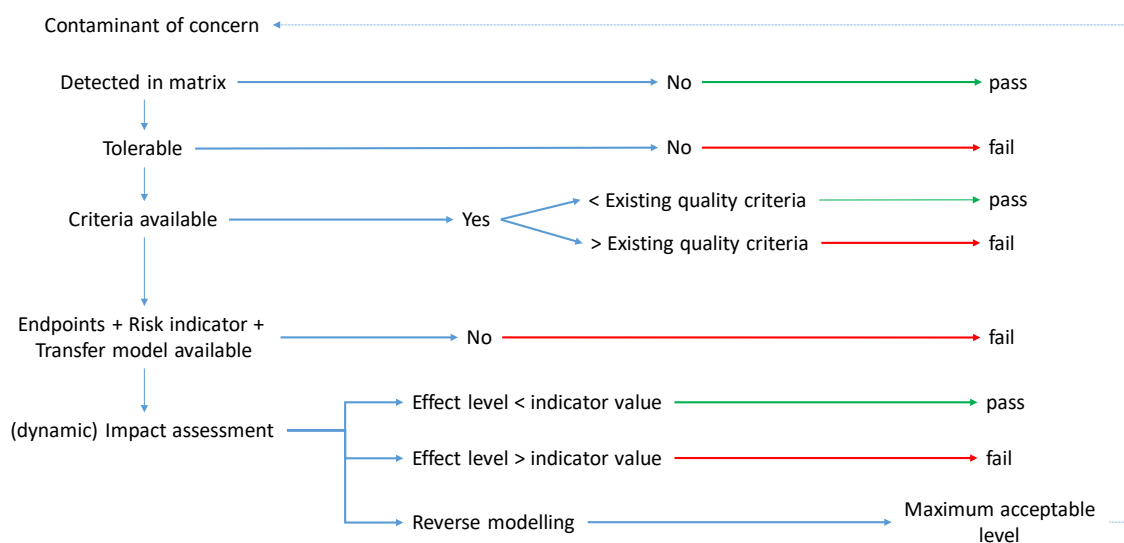 Contaminant of concern
Detected in matrix No pass
Tolerable No fail
< Existing quality criteria pass
Criteria available Yes
> Existing quality criteria fail
Endpoints + Risk indicator +
Transfer model available No fail
Effect level < indicator value pass
(dynamic) Impact assessment
Effect level > indicator value fail
Reverse modelling Maximum acceptable
level